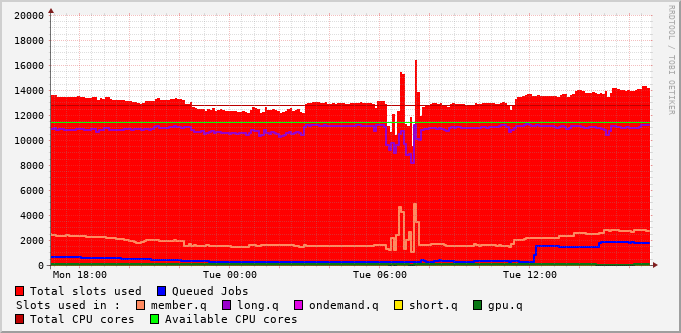 20000
18000
16000
14000
12000
10000
8000
6000
4000
2000
0
Mon 18:00 Tue 00:00 Tue 06:00 Tue 12:00
RRDTOOL / TOBI OETIKER
Total slots used Queued Jobs
Slots used in : member.q long.q ondemand.q short.q gpu.q
Total CPU cores Available CPU cores